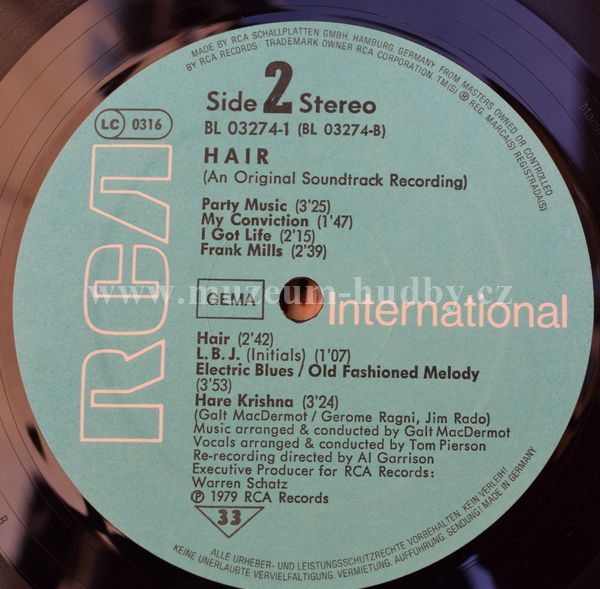 MADE BY RCA SCHALLPLATTEN GMBH, HAMBURG, GERMANY, FROM MASTERS OWNED OR CONTROLLED
BY RCA RECORDS TRADEMARK OWNER RCA CORPORATION. TM(S) ® REG. MARCA(S) REGISTRADA(S)
Side 2 Stereo
BL 03274-1 (BL 03274-B)
LC 0316
HAIR
(An Original Soundtrack Recording)
Party Music (3'25)
My Conviction (1'47)
I Got Life (2'15)
Frank Mills (2'39)
RCA
GEMA
www.muzeum-hudby.cz
International
Hair (2'42)
L.B.J. (Initials) (1'07)
Electric Blues / Old Fashioned Melody
(3'53)
Hare Krishna (3'24)
(Galt MacDermot / Gerome Ragni, Jim Rado)
Music arranged & conducted by Galt MacDermot
Vocals arranged & conducted by Tom Pierson
Re-recording directed by Al Garrison
Executive Producer for RCA Records:
Warren Schatz
℗ 1979 RCA Records
33
ALLE URHEBER- UND LEISTUNGSSCHUTZRECHTE VORBEHALTEN. KEIN VERLEIH!
KEINE UNERLAUBTE VERVIELFÄLTIGUNG, VERMIETUNG, AUFFÜHRUNG, SENDUNG! MADE IN GERMANY